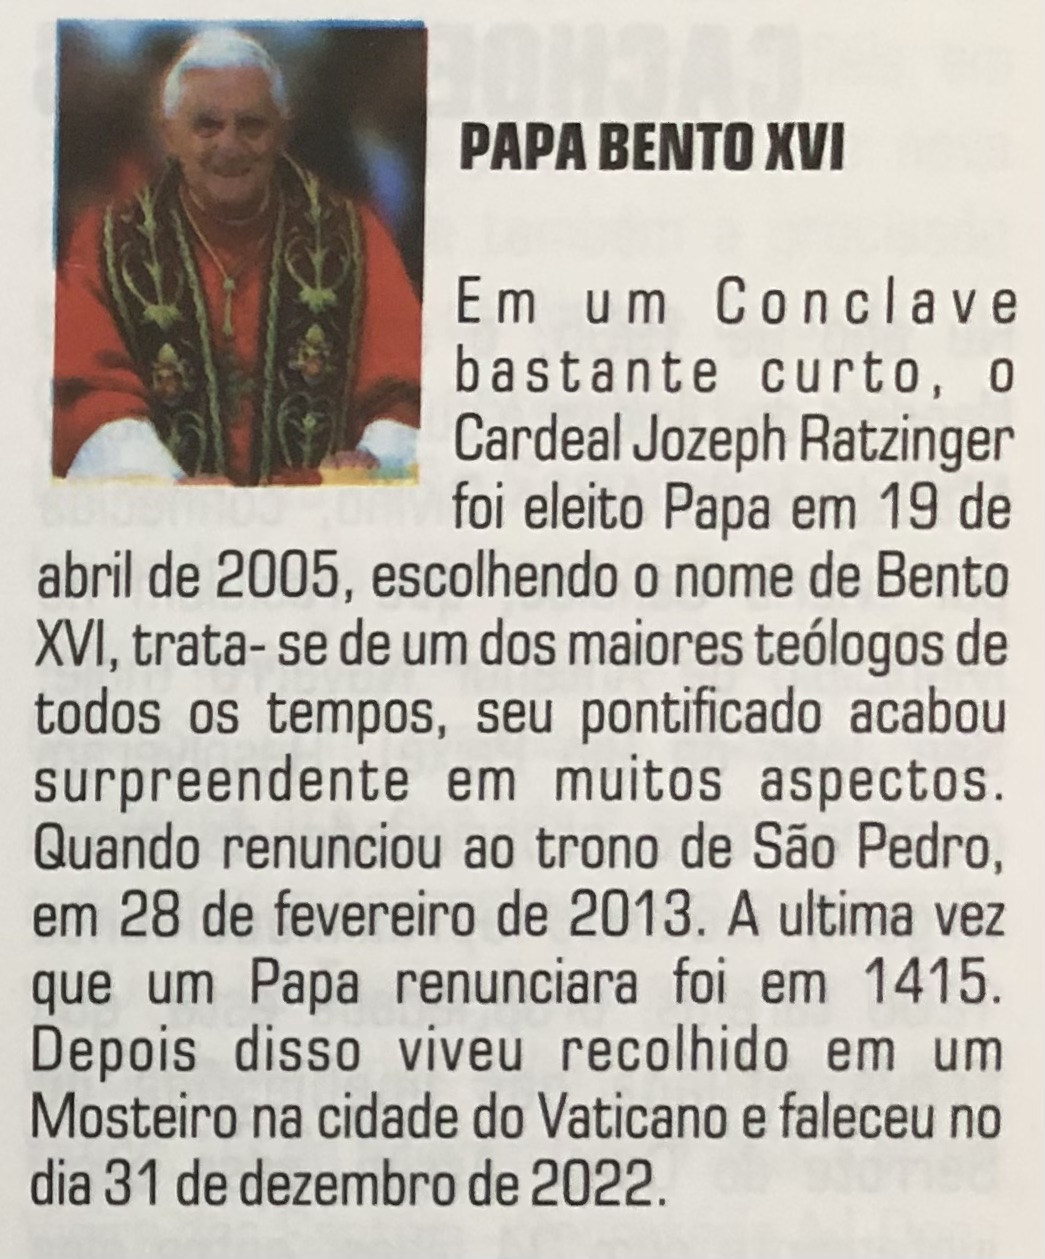 PAPA BENTO XVI
Em um Conclave
bastante curto, o
Cardeal Jozeph Ratzinger
foi eleito Papa em 19 de
abril de 2005, escolhendo o nome de Bento
XVI, trata- se de um dos maiores teólogos de
todos os tempos, seu pontificado acabou
surpreendente em muitos aspectos.
Quando renunciou ao trono de São Pedro,
em 28 de fevereiro de 2013. A ultima vez
que um Papa renunciara foi em 1415.
Depois disso viveu recolhido em um
Mosteiro na cidade do Vaticano e faleceu no
dia 31 de dezembro de 2022.